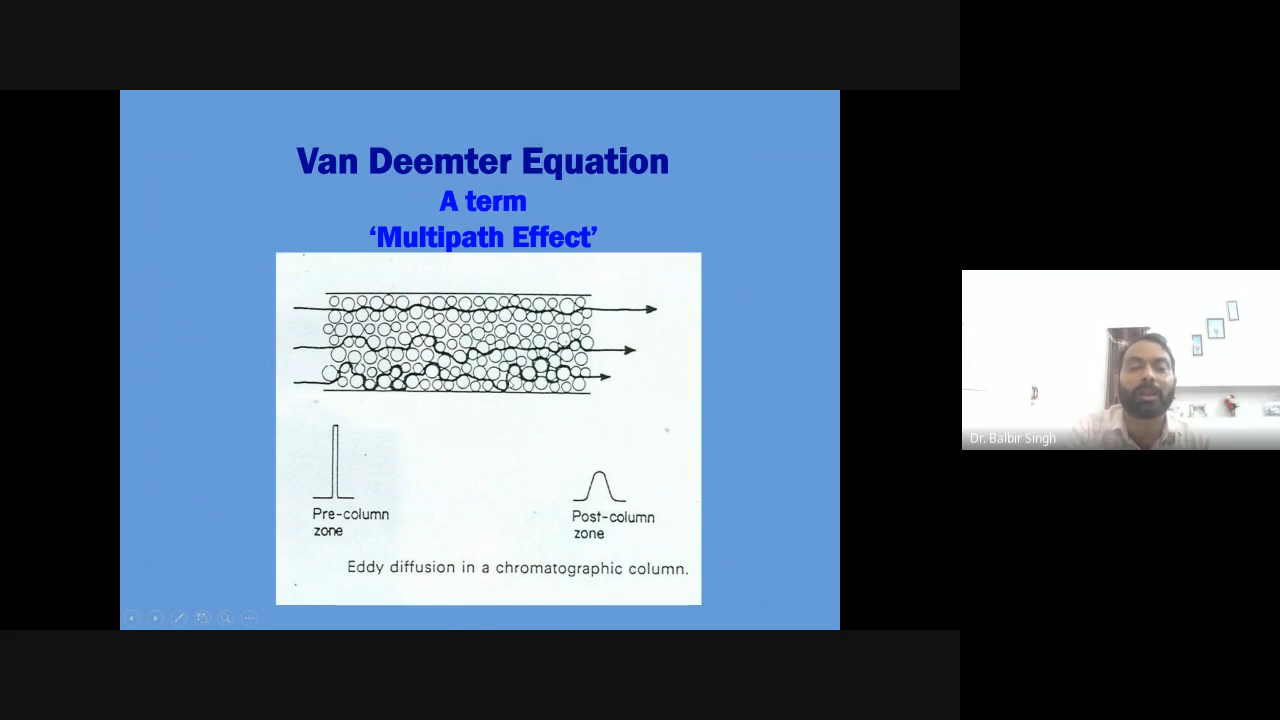 Van Deemter Equation
A term
‘Multipath Effect’
Pre-column
zone
Post-column
zone
Eddy diffusion in a chromatographic column.
Dr. Balbir Singh